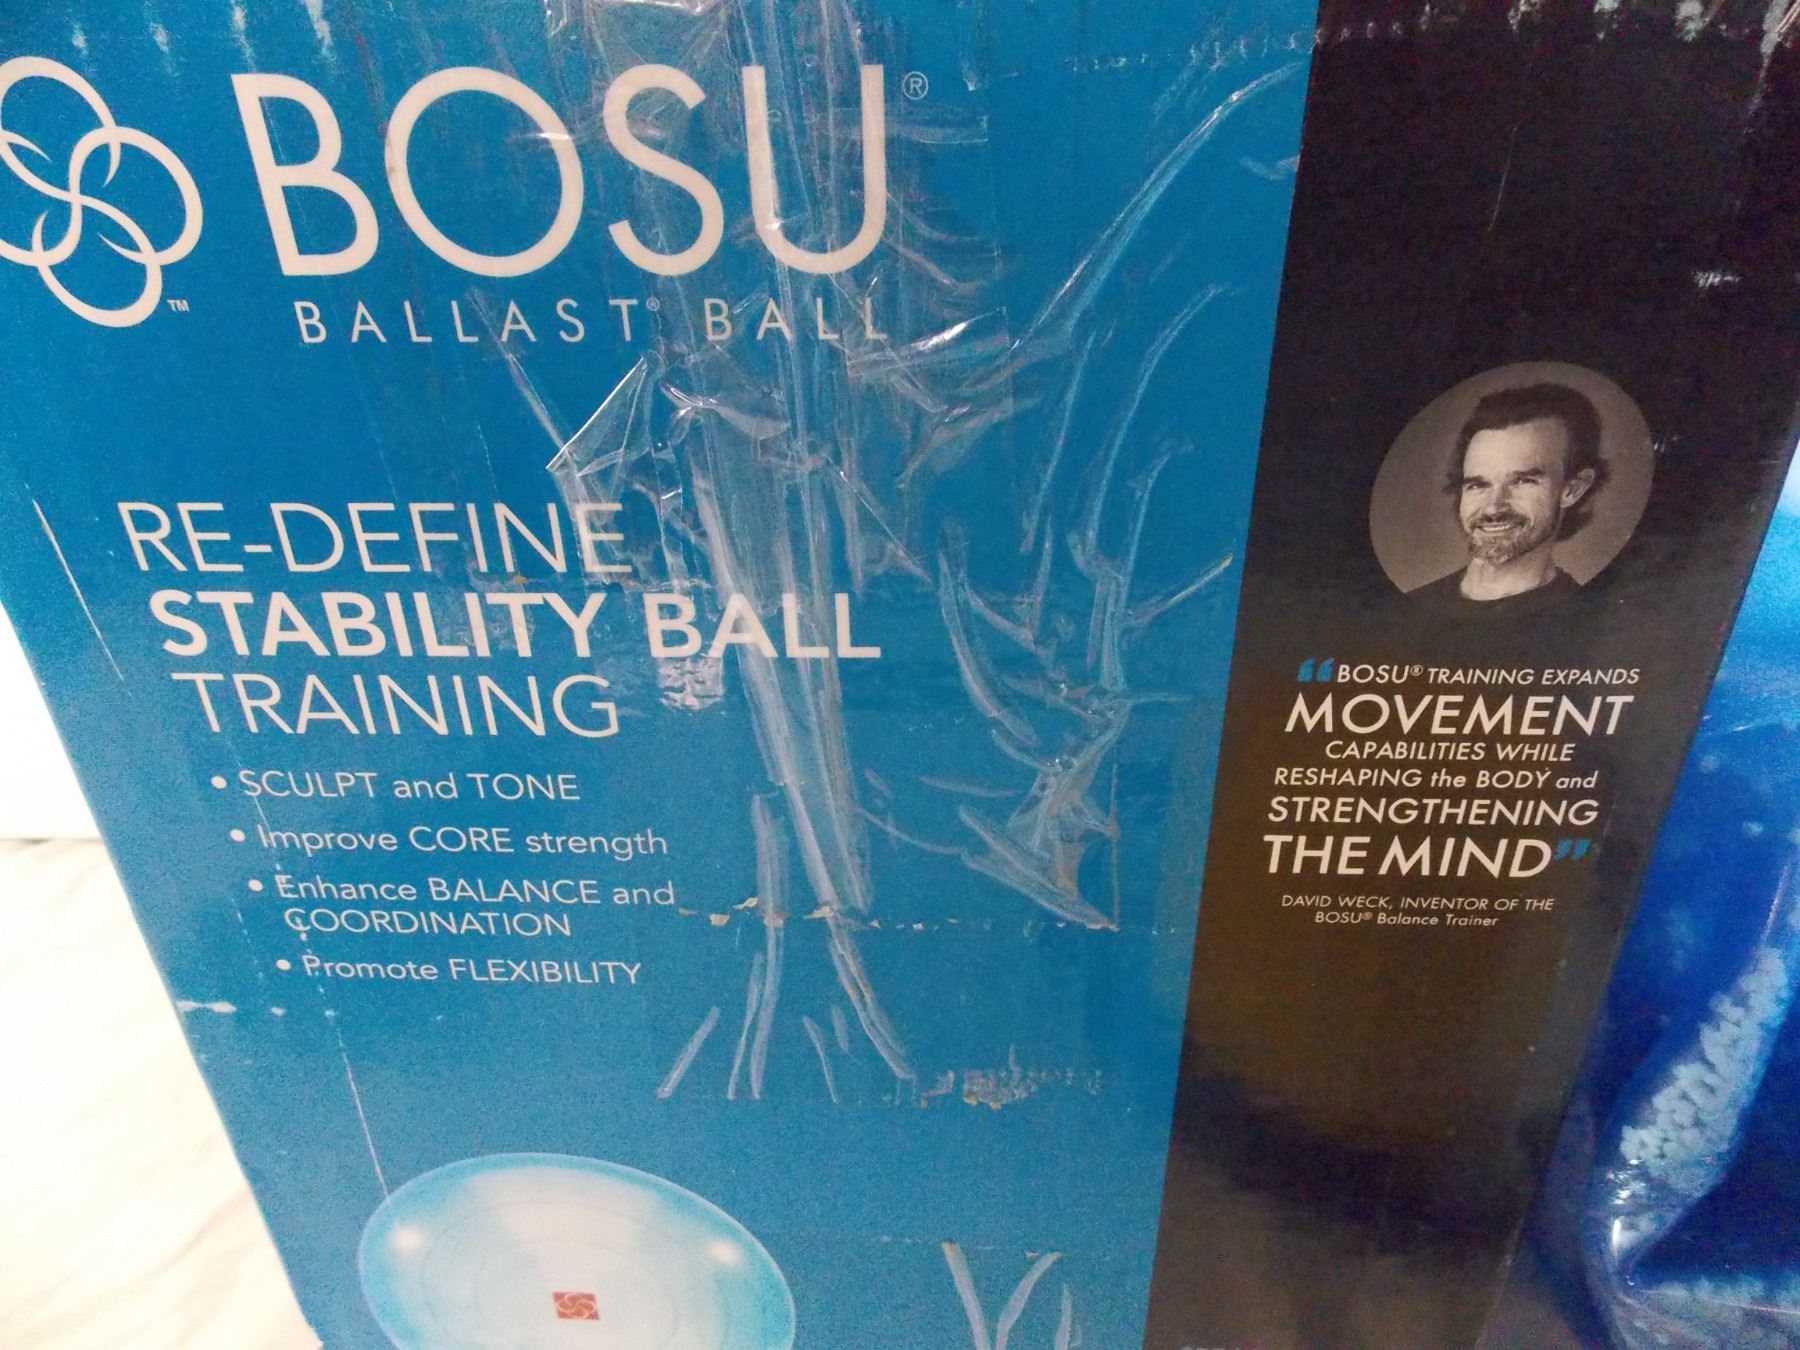 BOSU®
™
BALLAST® BALL
RE-DEFINE
STABILITY BALL
TRAINING
• SCULPT and TONE
• Improve CORE strength
• Enhance BALANCE and
COORDINATION
• Promote FLEXIBILITY
“BOSU® TRAINING EXPANDS
MOVEMENT
CAPABILITIES WHILE
RESHAPING the BODY and
STRENGTHENING
THE MIND”
DAVID WECK, INVENTOR OF THE
BOSU® Balance Trainer